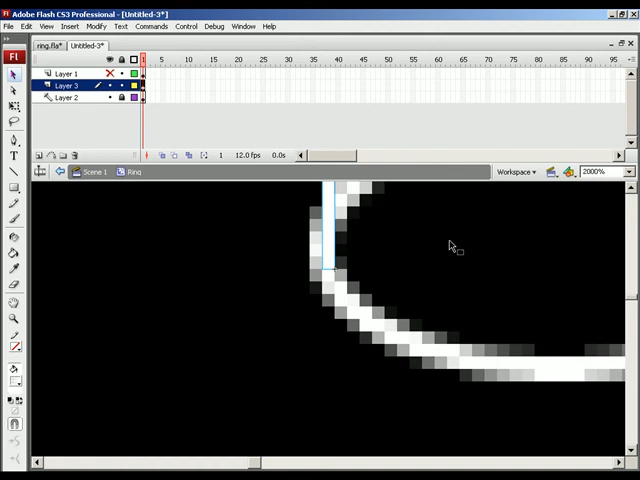 Adobe Flash CS3 Professional - [Untitled-3*]
File Edit View Insert Modify Text Commands Control Debug Window Help
ring.fla* Untitled-3*
1 5 10 15 20 25 30 35 40 45 50 55 60 65 70 75 80 85 90 95
Layer 1
Layer 3
Layer 2
1 12.0 fps 0.0s
Scene 1 Ring Workspace 2000%
Fl
T